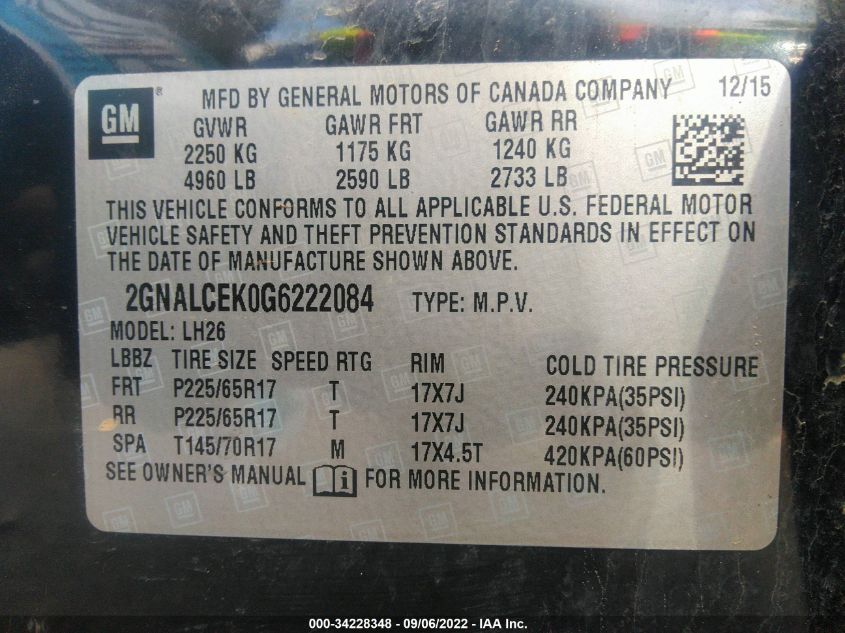 GM ® MFD BY GENERAL MOTORS OF CANADA COMPANY 12/15
GVWR GAWR FRT GAWR RR
2250 KG 1175 KG 1240 KG
4960 LB 2590 LB 2733 LB
THIS VEHICLE CONFORMS TO ALL APPLICABLE U.S. FEDERAL MOTOR
VEHICLE SAFETY AND THEFT PREVENTION STANDARDS IN EFFECT ON
THE DATE OF MANUFACTURE SHOWN ABOVE.
2GNALCEK0G6222084 TYPE: M.P.V.
MODEL: LH26
LBBZ TIRE SIZE SPEED RTG RIM COLD TIRE PRESSURE
FRT P225/65R17 T 17X7J 240KPA(35PSI)
RR P225/65R17 T 17X7J 240KPA(35PSI)
SPA T145/70R17 M 17X4.5T 420KPA(60PSI)
SEE OWNER'S MANUAL FOR MORE INFORMATION.
000-34228348 - 09/06/2022 - IAA Inc.